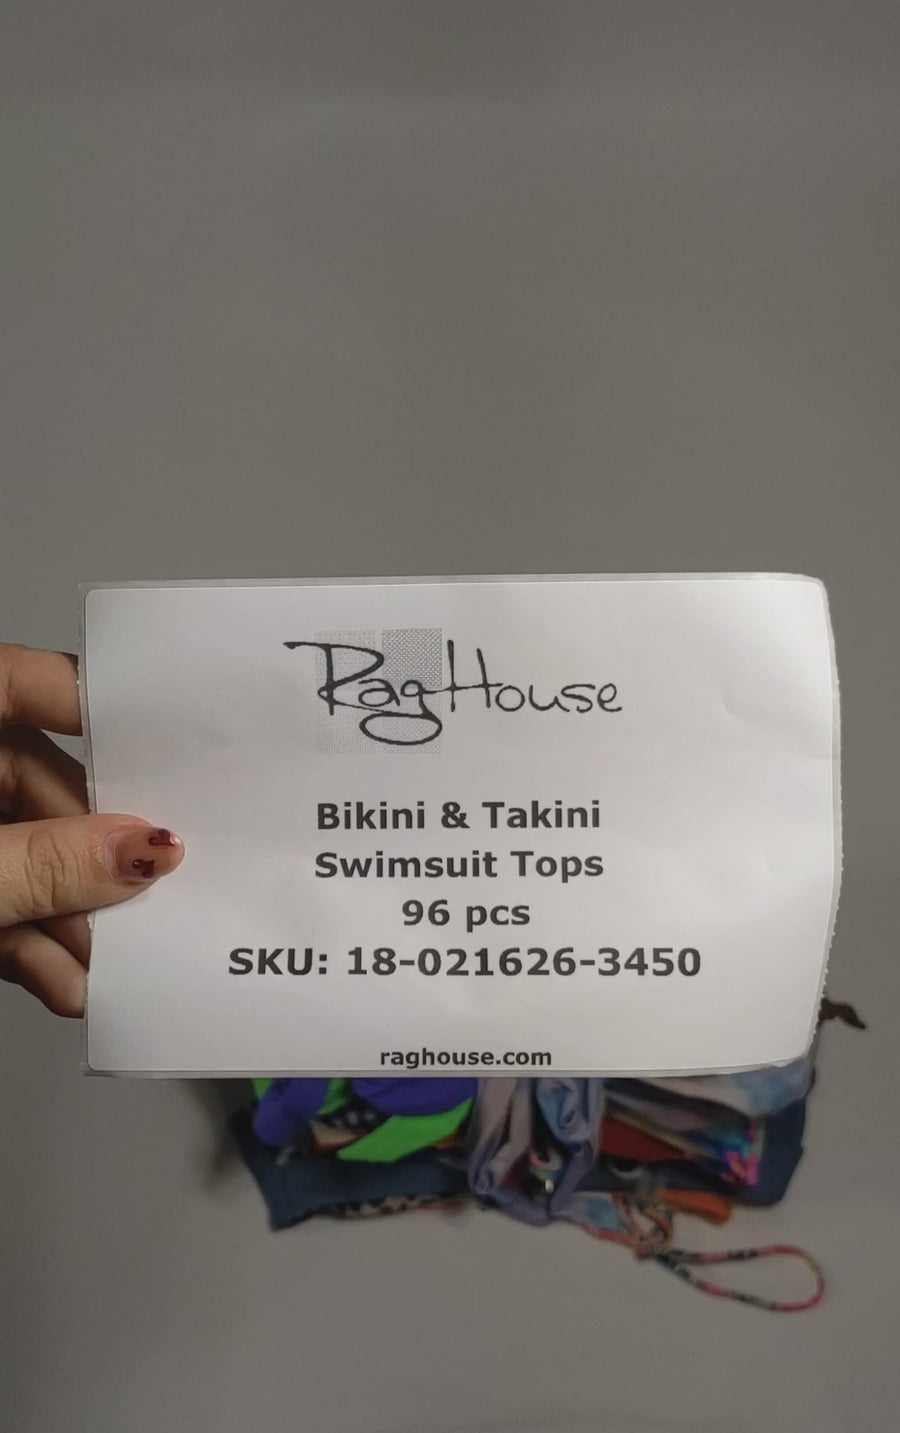 RagHouse
Bikini & Takini
Swimsuit Tops
96 pcs
SKU: 18-021626-3450
raghouse.com